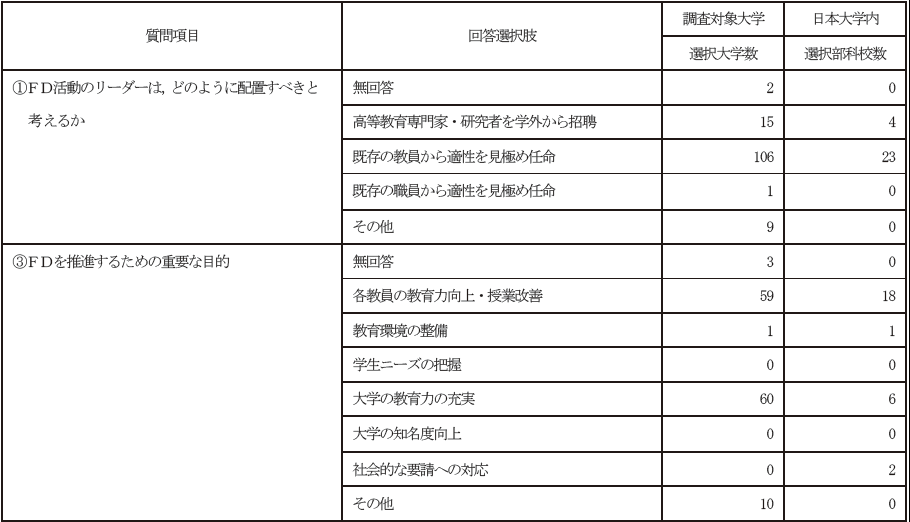 質問項目 回答選択肢 調査対象大学 日本大学内
選択大学数 選択部科校数
①ＦＤ活動のリーダーは，どのように配置すべきと 無回答 2 0
考えるか 高等教育専門家・研究者を学外から招聘 15 4
既存の教員から適性を見極め任命 106 23
既存の職員から適性を見極め任命 1 0
その他 9 0
③ＦＤを推進するための重要な目的 無回答 3 0
各教員の教育力向上・授業改善 59 18
教育環境の整備 1 1
学生ニーズの把握 0 0
大学の教育力の充実 60 6
大学の知名度向上 0 0
社会的な要請への対応 0 2
その他 10 0